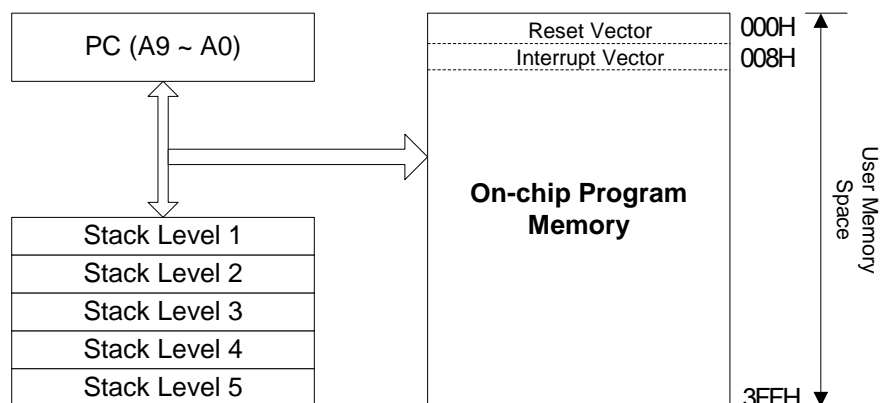 PC (A9 ~ A0)
Stack Level 1
Stack Level 2
Stack Level 3
Stack Level 4
Stack Level 5
Reset Vector
Interrupt Vector
On-chip Program
Memory
000H
008H
3FFH
User Memory
Space